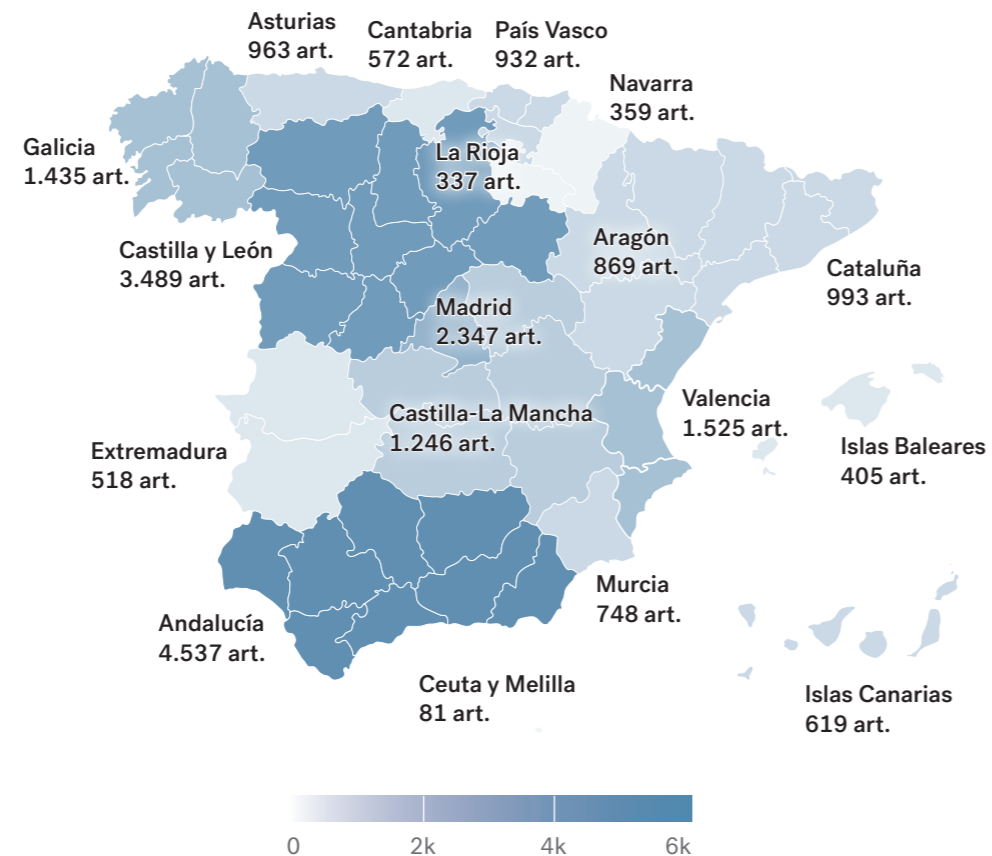 Asturias
963 art.
Cantabria
572 art.
País Vasco
932 art.
Navarra
359 art.
Galicia
1.435 art.
La Rioja
337 art.
Castilla y León
3.489 art.
Aragón
869 art.
Cataluña
993 art.
Madrid
2.347 art.
Castilla-La Mancha
1.246 art.
Valencia
1.525 art.
Islas Baleares
405 art.
Extremadura
518 art.
Murcia
748 art.
Andalucía
4.537 art.
Ceuta y Melilla
81 art.
Islas Canarias
619 art.
0 2k 4k 6k